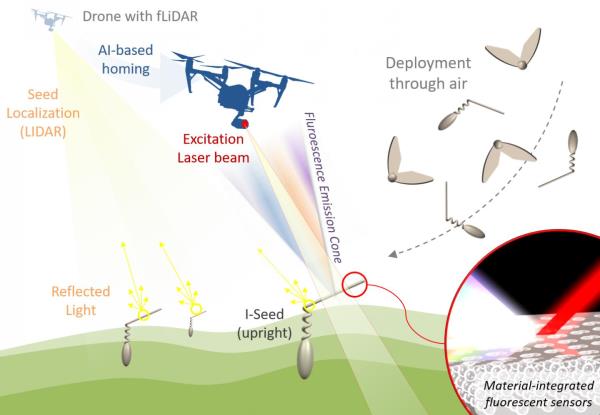 Drone with fLiDAR
AI-based
homing
Seed
Localization
(LIDAR)
Excitation
Laser beam
Fluroescence Emission Cone
Deployment
through air
Reflected
Light
I-Seed
(upright)
Material-integrated
fluorescent sensors